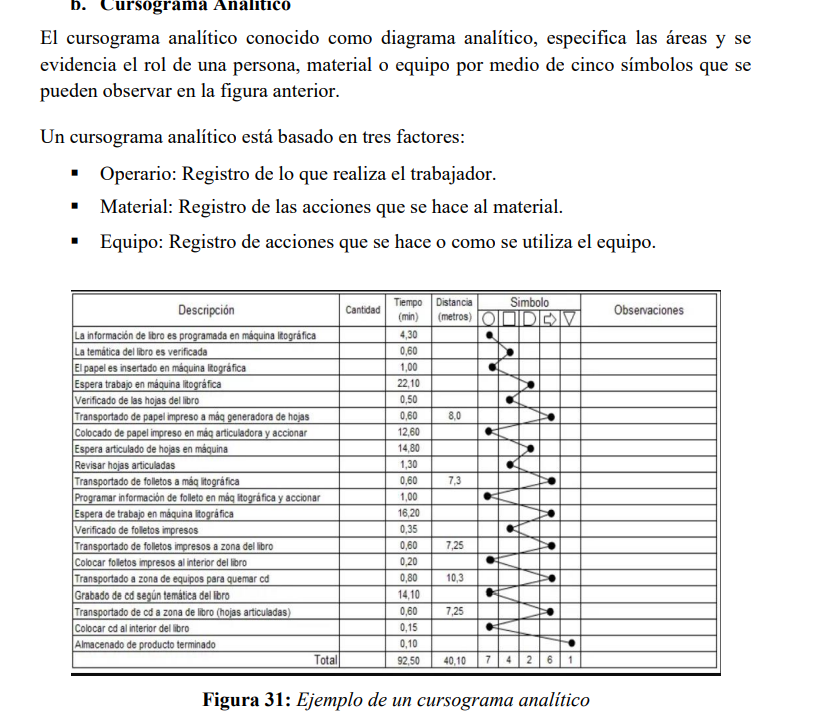 b. Cursograma Analítico
El cursograma analítico conocido como diagrama analítico, especifica las áreas y se
evidencia el rol de una persona, material o equipo por medio de cinco símbolos que se
pueden observar en la figura anterior.
Un cursograma analítico está basado en tres factores:
▪ Operario: Registro de lo que realiza el trabajador.
▪ Material: Registro de las acciones que se hace al material.
▪ Equipo: Registro de acciones que se hace o como se utiliza el equipo.
Descripción Cantidad Tiempo (min) Distancia (metros) Simbolo Observaciones
La información de libro es programada en máquina litográfica 4,30
La temática del libro es verificada 0,60
El papel es insertado en máquina litográfica 1,00
Espera trabajo en máquina litográfica 22,10
Verificado de las hojas del libro 0,50
Transportado de papel impreso a máq generadora de hojas 0,60 8,0
Colocado de papel impreso en máq articuladora y accionar 12,60
Espera articulado de hojas en máquina 14,80
Revisar hojas articuladas 1,30
Transportado de folletos a máq litográfica 0,60 7,3
Programar información de folleto en máq litográfica y accionar 1,00
Espera de trabajo en máquina litográfica 16,20
Verificado de folletos impresos 0,35
Transportado de folletos impresos a zona del libro 0,60 7,25
Colocar folletos impresos al interior del libro 0,20
Transportado a zona de equipos para quemar cd 0,80 10,3
Grabado de cd según temática del libro 14,10
Transportado de cd a zona de libro (hojas articuladas) 0,60 7,25
Colocar cd al interior del libro 0,15
Almacenado de producto terminado 0,10
Total 92,50 40,10 7 4 2 6 1
Figura 31: Ejemplo de un cursograma analítico